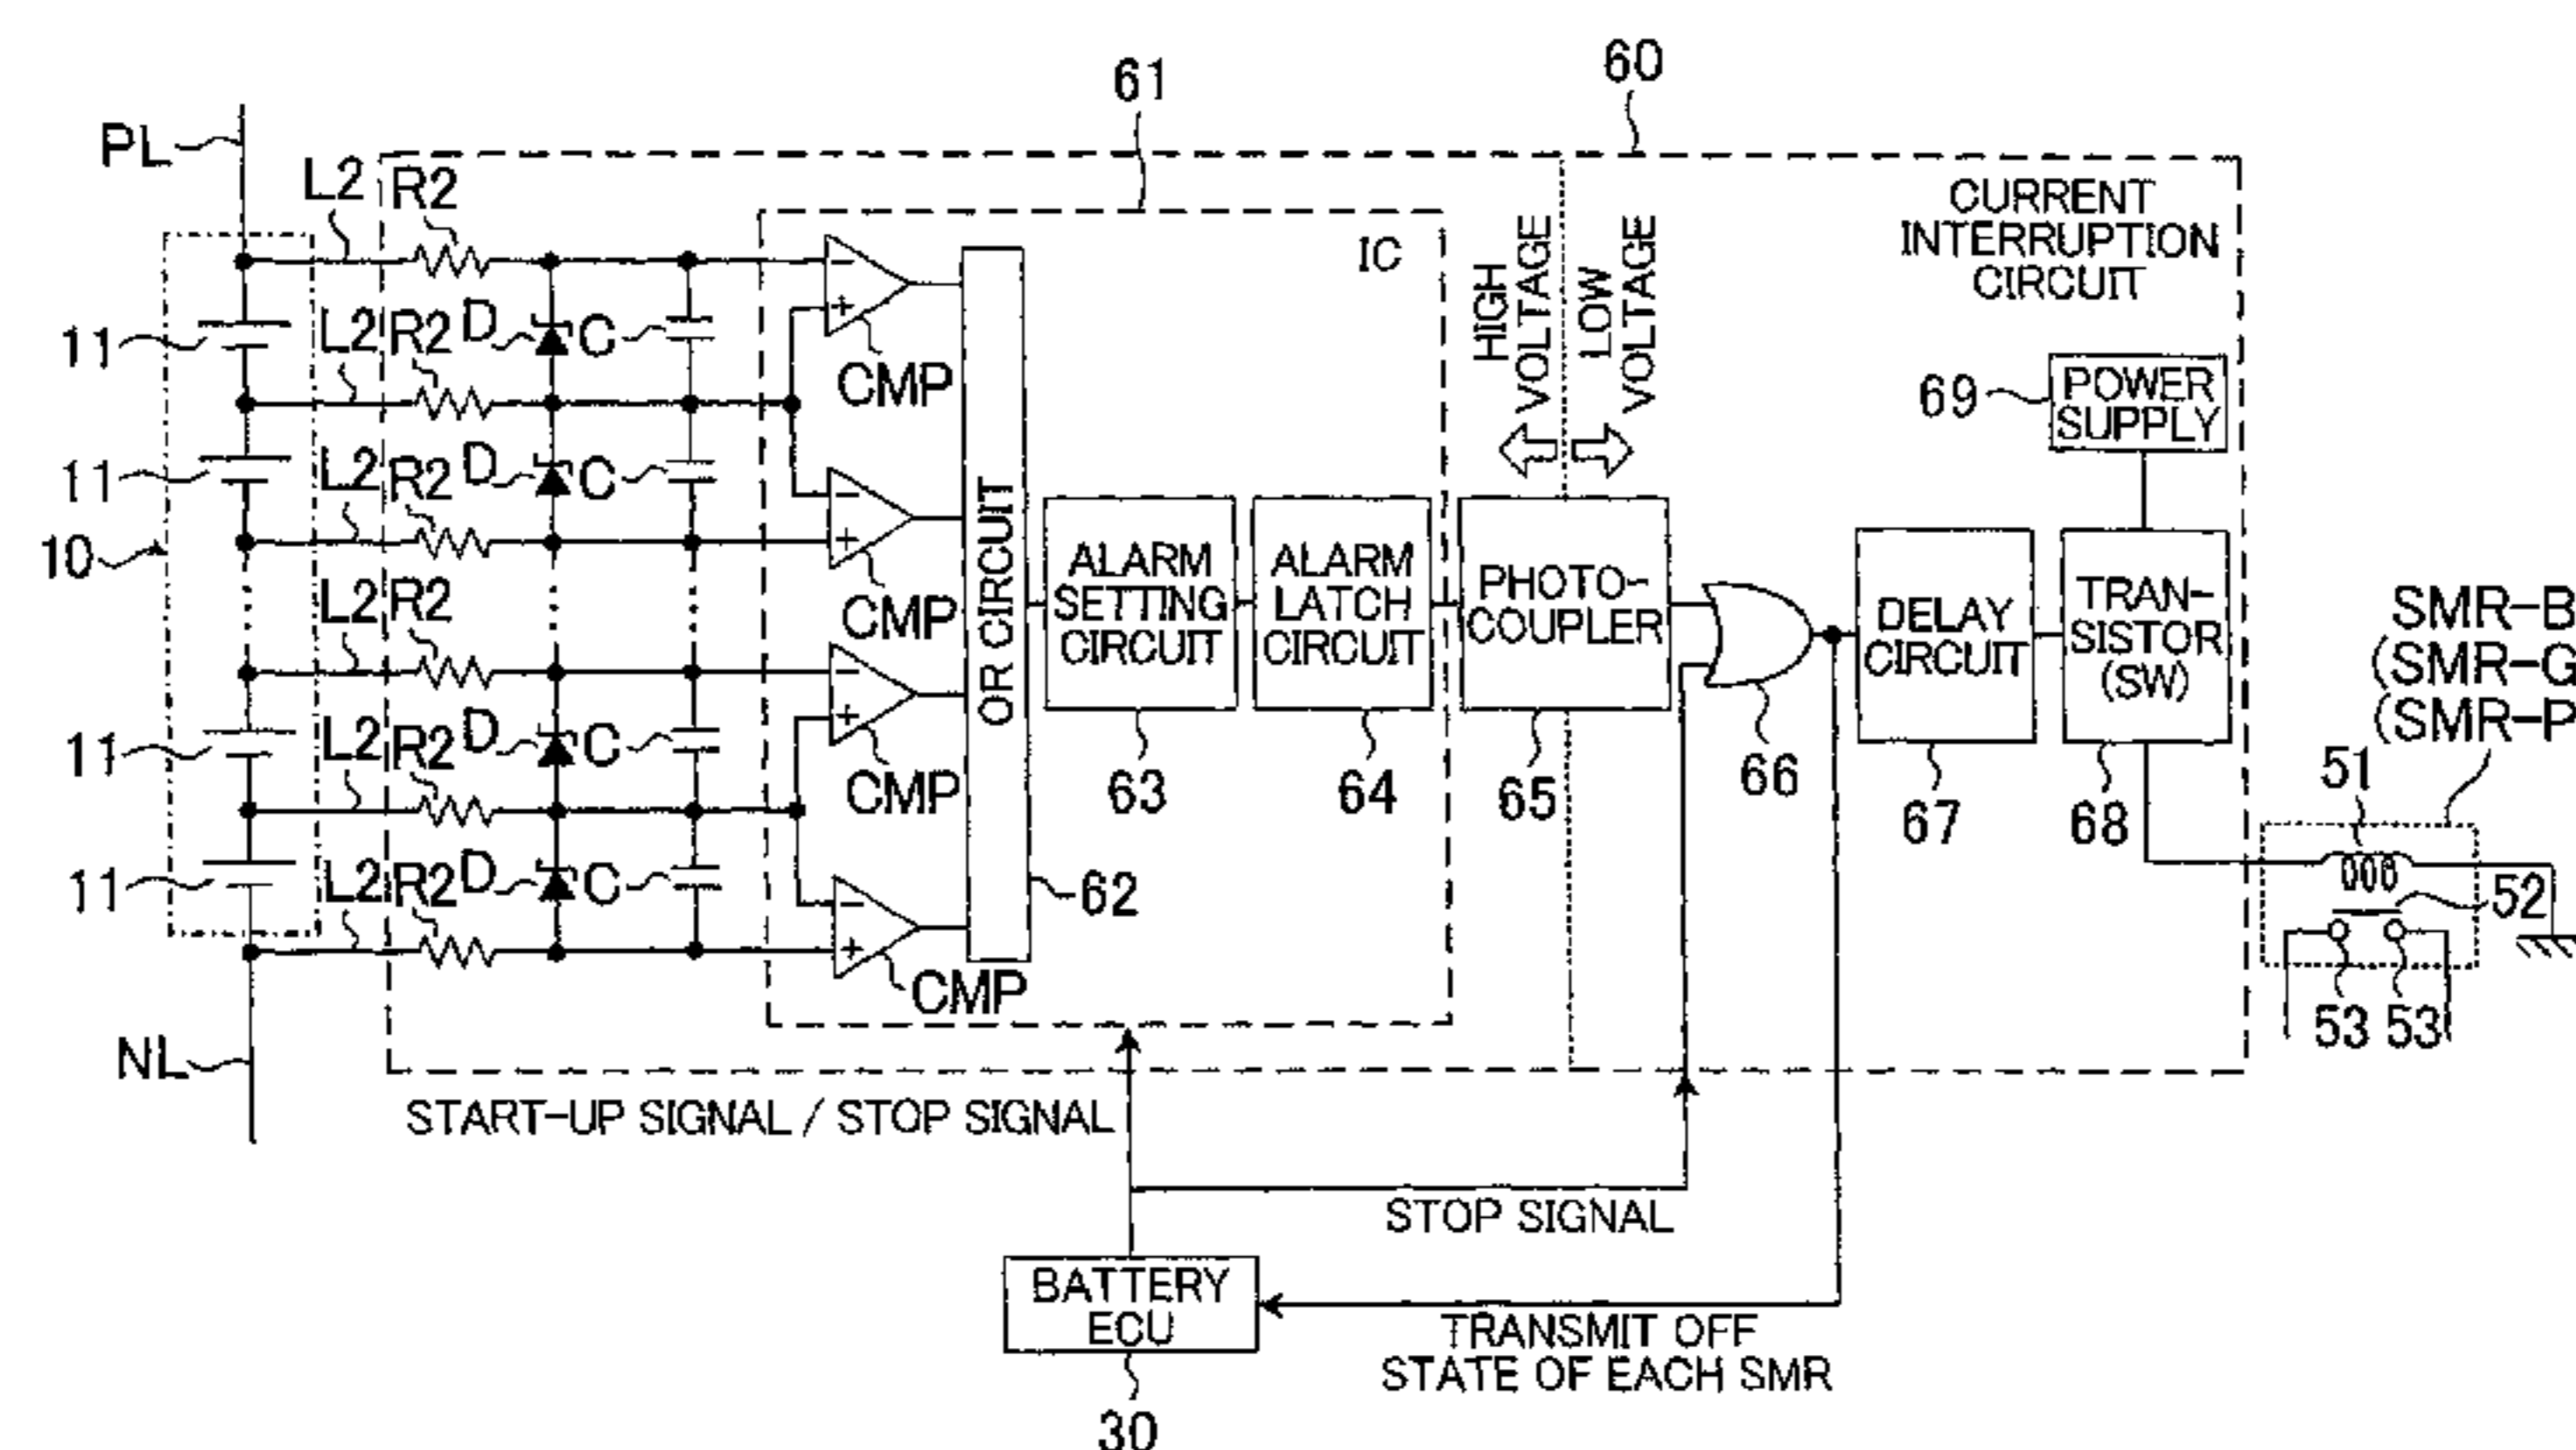 60
61
PL
L2
R2
CURRENT
INTERRUPTION
CIRCUIT
IC
HIGH
VOLTAGE
LOW
VOLTAGE
−
+
11
L2
R2
D
C
CMP
69
POWER
SUPPLY
11
L2
R2
D
C
−
+
10
OR CIRCUIT
ALARM
SETTING
CIRCUIT
ALARM
LATCH
CIRCUIT
PHOTO-
COUPLER
DELAY
CIRCUIT
TRAN-
SISTOR
(SW)
SMR-B
(SMR-G
(SMR-P
L2
R2
CMP
−
+
11
L2
R2
D
C
CMP
63
64
65
66
67
68
51
52
53
53
11
L2
R2
D
C
−
+
CMP
62
NL
START-UP SIGNAL / STOP SIGNAL
STOP SIGNAL
BATTERY
ECU
TRANSMIT OFF
STATE OF EACH SMR
30